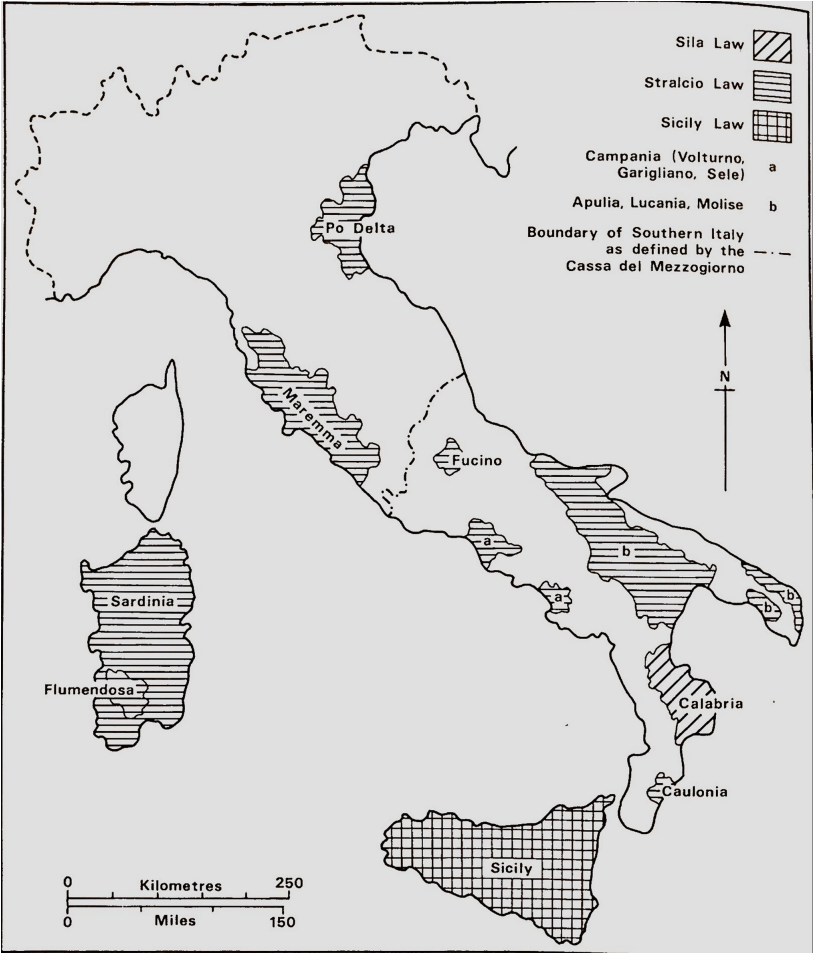 Sila Law
Stralcio Law
Sicily Law
Campania (Volturno,
Garigliano, Sele)
a
Apulia, Lucania, Molise
b
Boundary of Southern Italy
as defined by the
Cassa del Mezzogiorno
N
Po Delta
Maremma
Fucino
a
b
a
b
b
Sardinia
Flumendosa
Calabria
Caulonia
Sicily
0
Kilometres
250
0
Miles
150